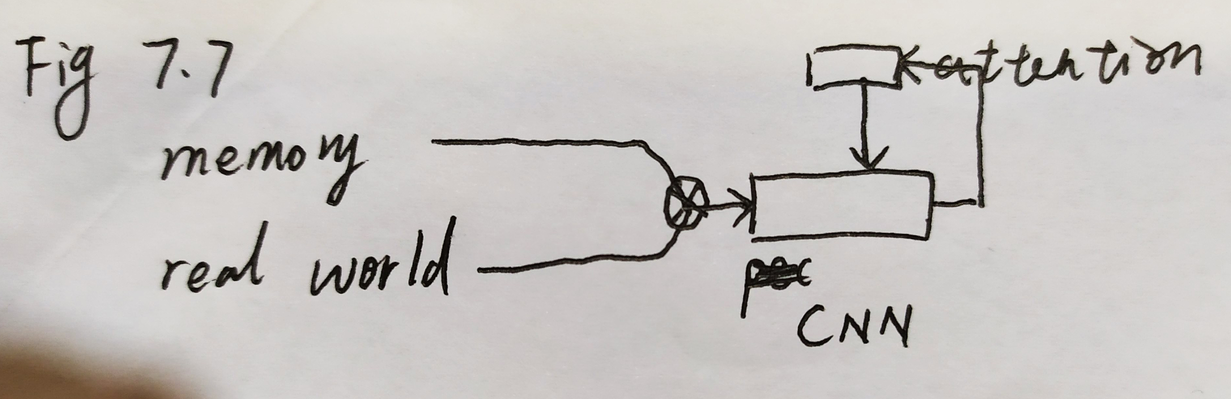 Fig 7.7
attention
memory
real world
CNN